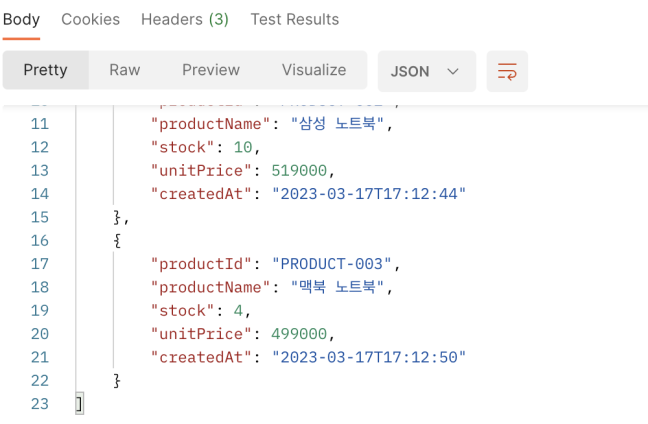 Body Cookies Headers (3) Test Results
Pretty Raw Preview Visualize JSON
11 "productName": "삼성 노트북",
12 "stock": 10,
13 "unitPrice": 519000,
14 "createdAt": "2023-03-17T17:12:44"
15 },
16 {
17 "productId": "PRODUCT-003",
18 "productName": "맥북 노트북",
19 "stock": 4,
20 "unitPrice": 499000,
21 "createdAt": "2023-03-17T17:12:50"
22 }
23 ]